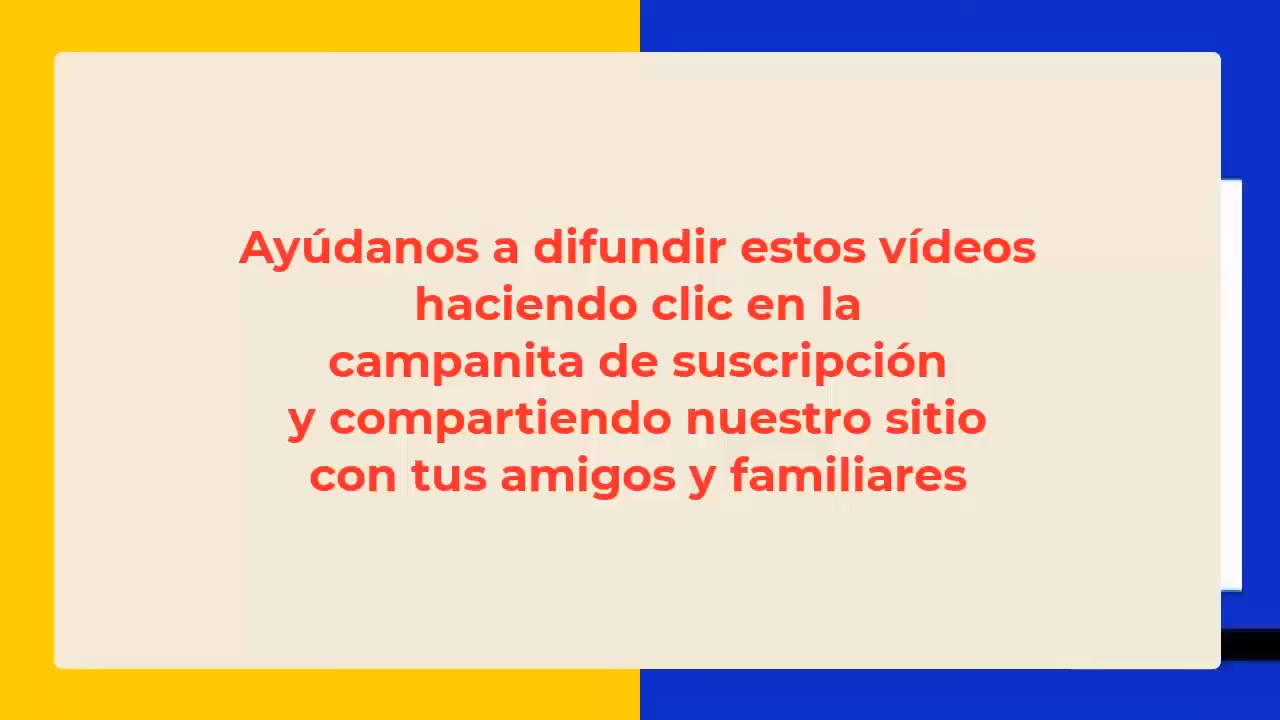 Ayúdanos a difundir estos vídeos
haciendo clic en la
campanita de suscripción
y compartiendo nuestro sitio
con tus amigos y familiares